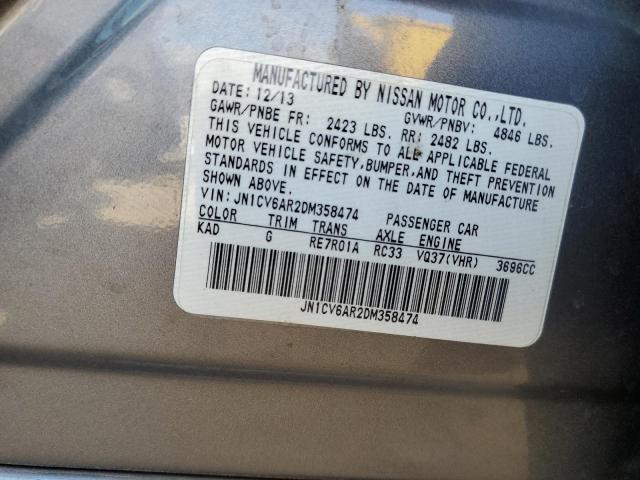 MANUFACTURED BY NISSAN MOTOR CO.,LTD.
DATE: 12/13 GVWR/PNBV: 4846 LBS.
GAWR/PNBE FR: 2423 LBS. RR: 2482 LBS.
THIS VEHICLE CONFORMS TO ALL APPLICABLE FEDERAL
MOTOR VEHICLE SAFETY, BUMPER, AND THEFT PREVENTION
STANDARDS IN EFFECT ON THE DATE OF MANUFACTURE
SHOWN ABOVE.
VIN: JN1CV6AR2DM358474 PASSENGER CAR
COLOR TRIM TRANS AXLE ENGINE
KAD G RE7R01A RC33 VQ37(VHR) 3696CC
JN1CV6AR2DM358474